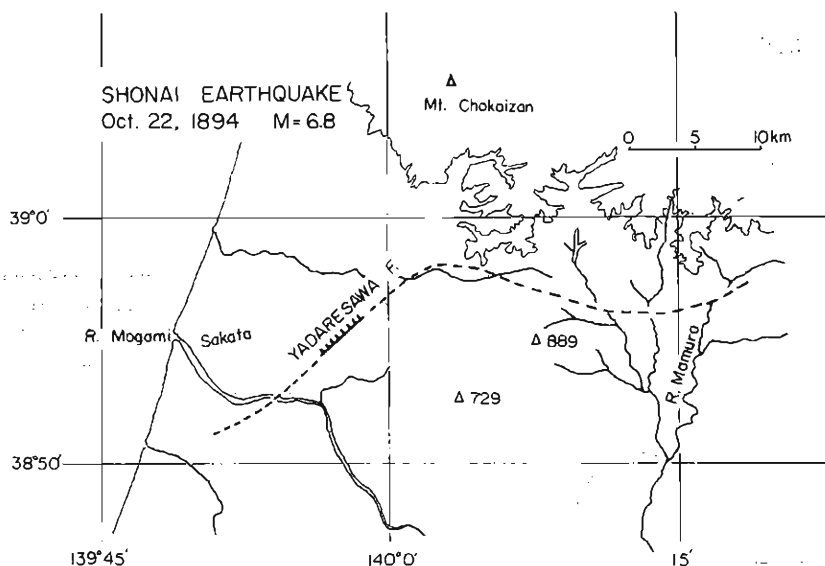 SHONAI EARTHQUAKE
Oct. 22, 1894 M=6.8
Δ
Mt. Chokaizan
0 5 10km
39°0′
YADARESAWA F.
R. Mogami
Sakata
Δ 889
R. Mamuro
Δ 729
38°50′
139°45′ 140°0′ 15′